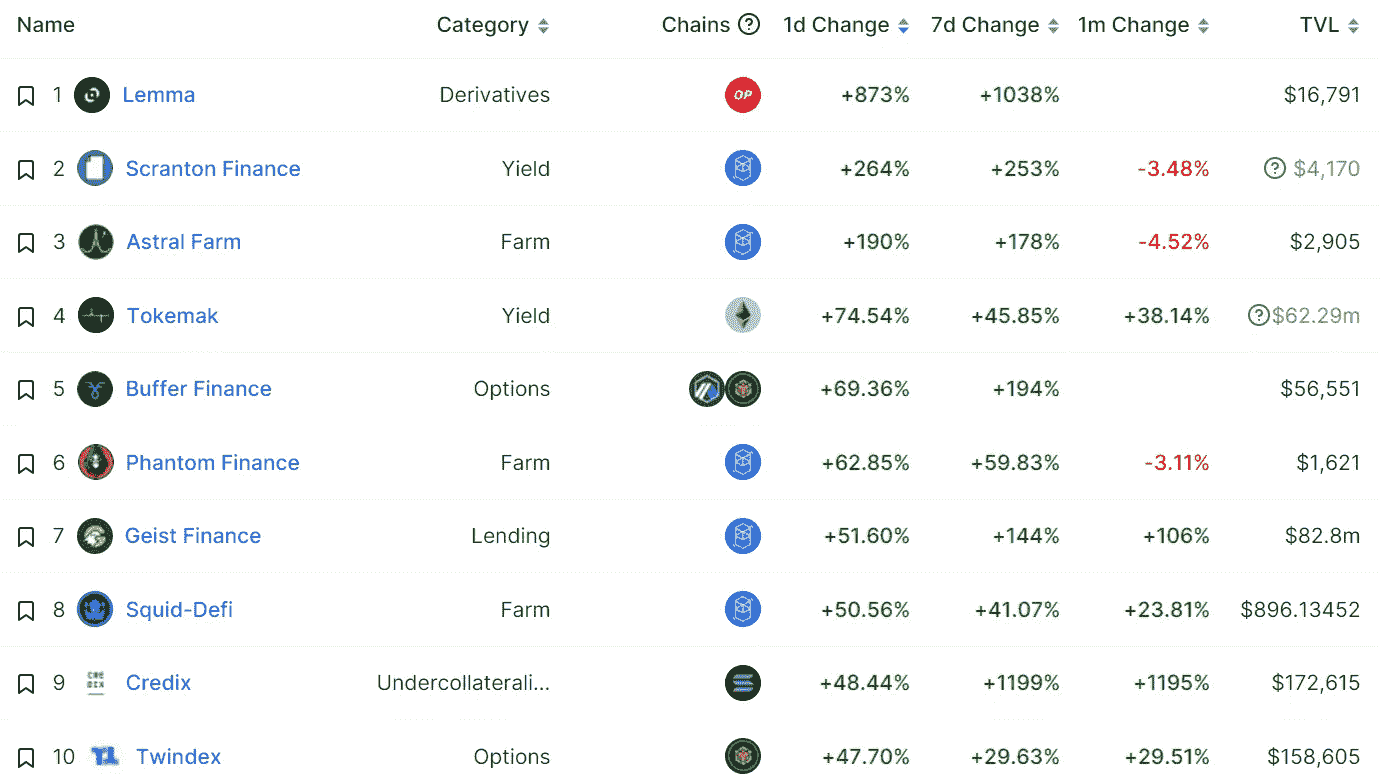 Name Category Chains ? 1d Change 7d Change 1m Change TVL
1 Lemma Derivatives OP +873% +1038% $16,791
2 Scranton Finance Yield +264% +253% -3.48% ? $4,170
3 Astral Farm Farm +190% +178% -4.52% $2,905
4 Tokemak Yield +74.54% +45.85% +38.14% ? $62.29m
5 Buffer Finance Options +69.36% +194% $56,551
6 Phantom Finance Farm +62.85% +59.83% -3.11% $1,621
7 Geist Finance Lending +51.60% +144% +106% $82.8m
8 Squid-Defi Farm +50.56% +41.07% +23.81% $896.13452
9 Credix Undercollaterali... +48.44% +1199% +1195% $172,615
10 Twindex Options +47.70% +29.63% +29.51% $158,605